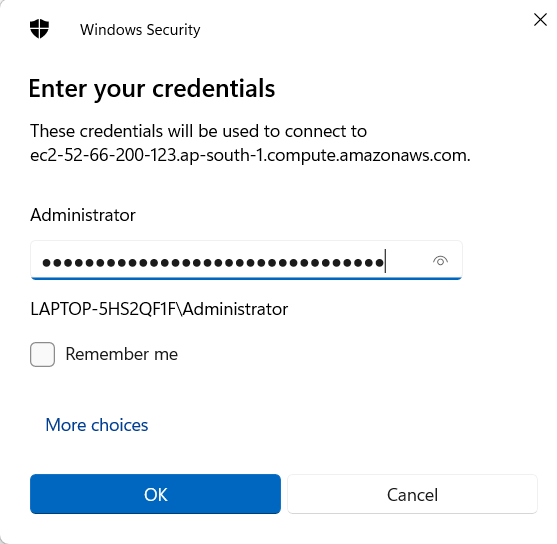 Windows Security
Enter your credentials
These credentials will be used to connect to
ec2-52-66-200-123.ap-south-1.compute.amazonaws.com.
Administrator
••••••••••••••••••••••••••••••••
LAPTOP-5HS2QF1F\Administrator
Remember me
More choices
OK
Cancel